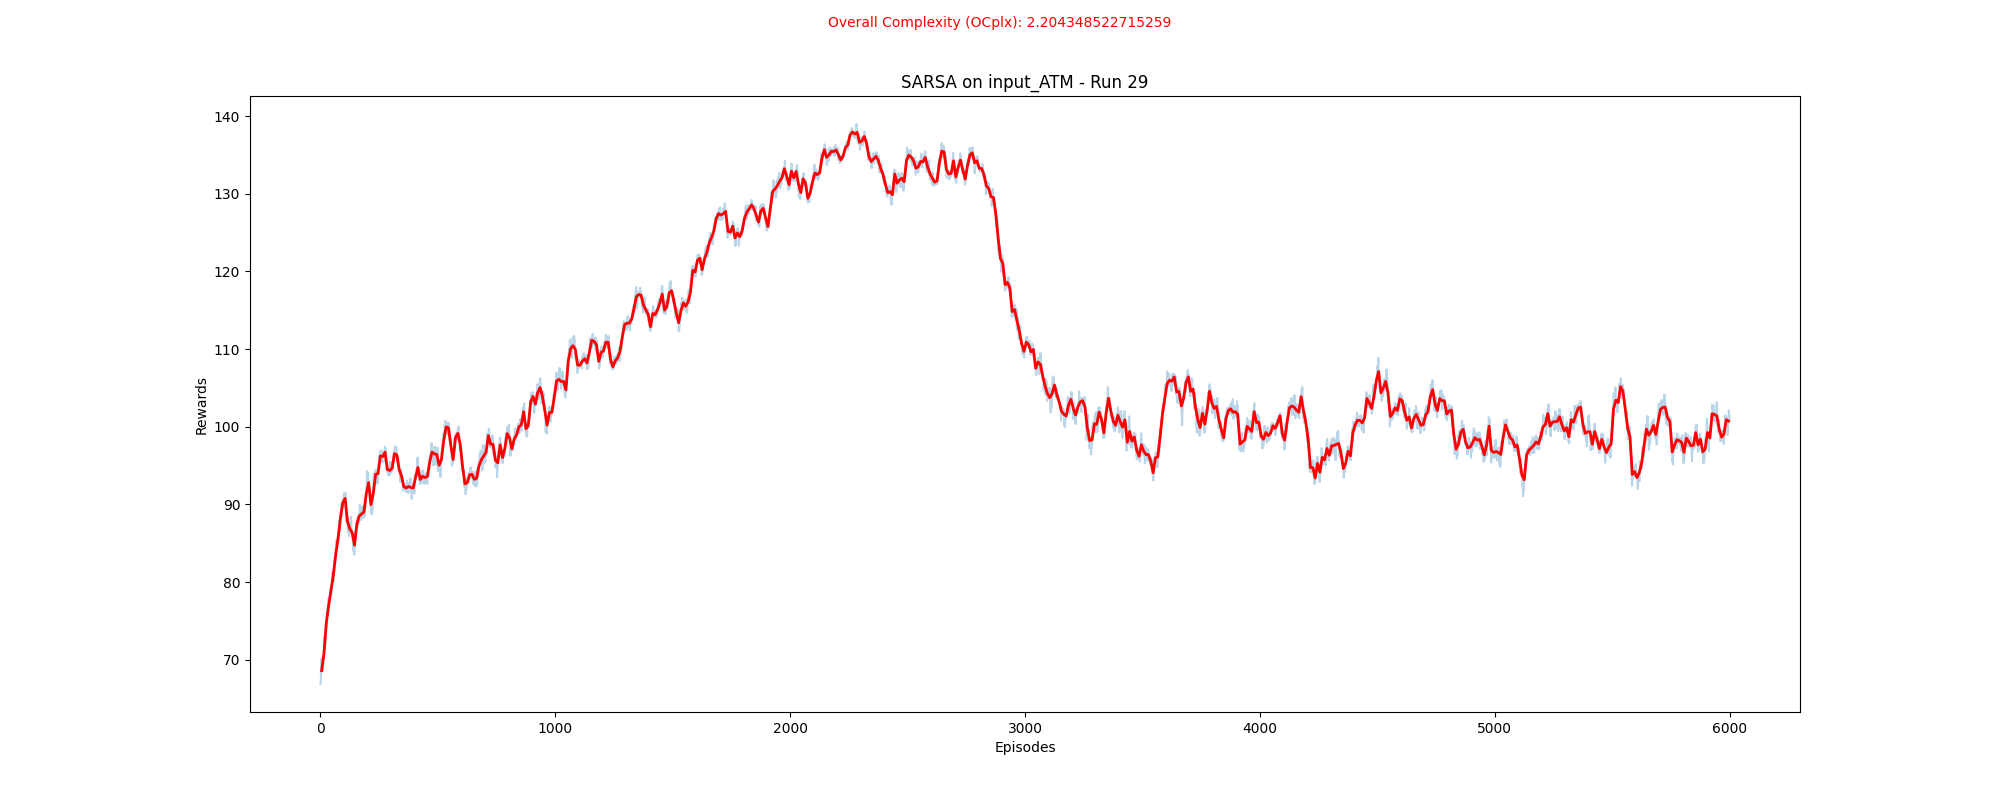 Overall Complexity (OCplx): 2.204348522715259
SARSA on input_ATM - Run 29
140
130
120
110
100
90
80
70
Rewards
0 1000 2000 3000 4000 5000 6000
Episodes